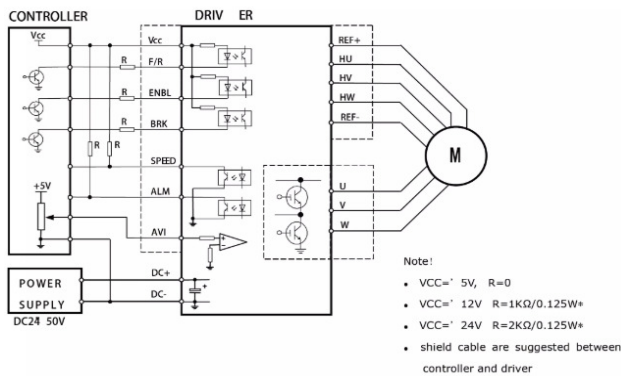 CONTROLLER
DRIV ER
Vcc
Vcc
REF+
F/R
HU
R
HV
R
ENBL
HW
R
BRK
REF-
R
R
M
SPEED
+5V
ALM
U
V
AVI
W
DC+
POWER
SUPPLY
DC-
DC24 50V
Note!
• VCC=' 5V, R=0
• VCC=' 12V R=1KΩ/0.125W*
• VCC=' 24V R=2KΩ/0.125W*
• shield cable are suggested between
controller and driver